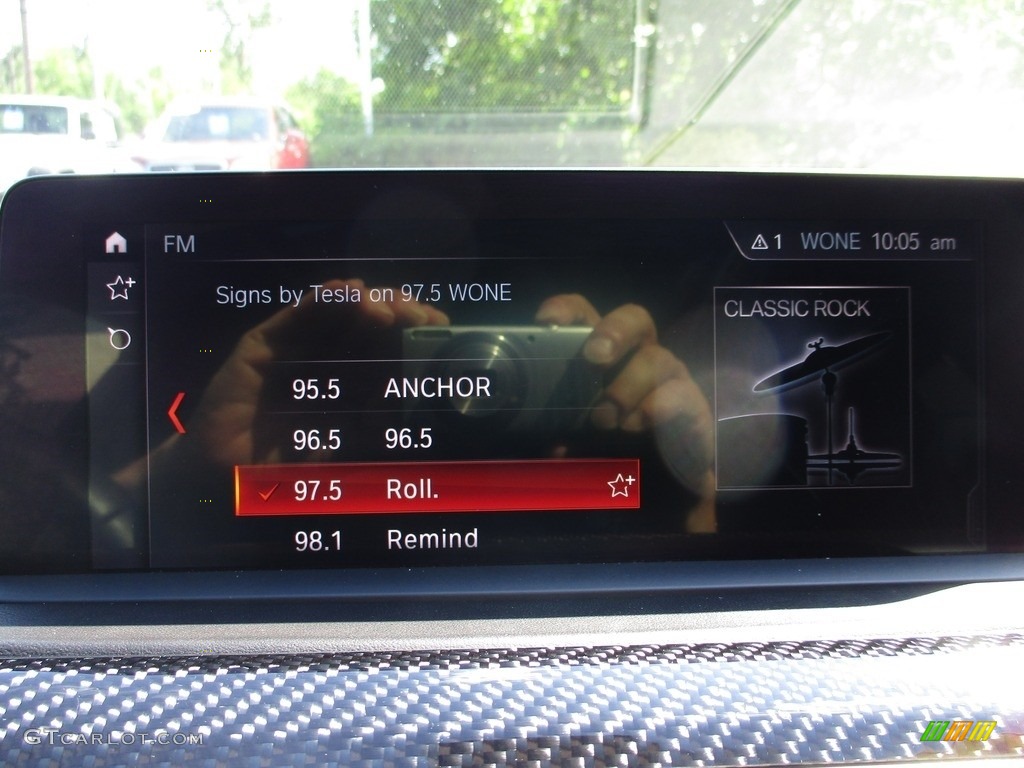 FM
1 WONE 10:05 am
Signs by Tesla on 97.5 WONE
CLASSIC ROCK
95.5 ANCHOR
96.5 96.5
97.5 Roll.
98.1 Remind
GTCARLOT.COM